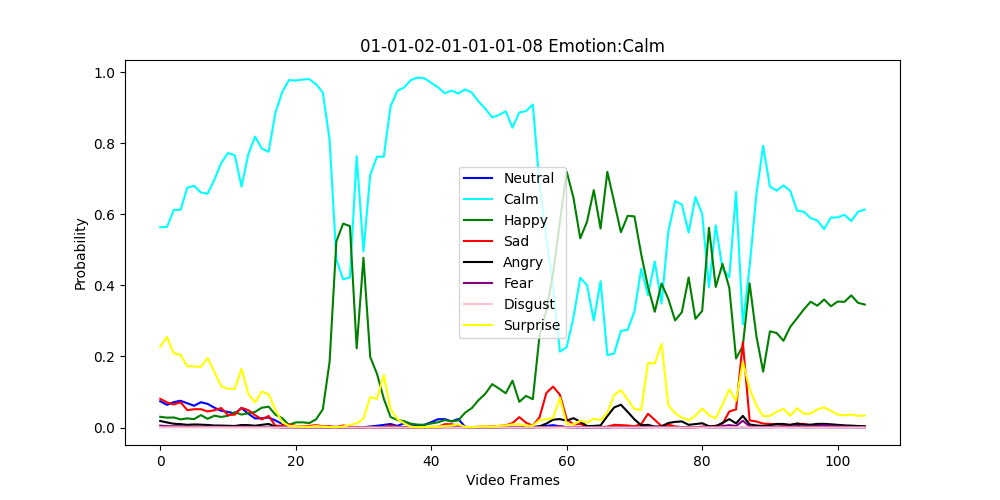 01-01-02-01-01-01-08 Emotion:Calm
1.0
0.8
0.6
0.4
0.2
0.0
Probability
Neutral
Calm
Happy
Sad
Angry
Fear
Disgust
Surprise
0 20 40 60 80 100
Video Frames